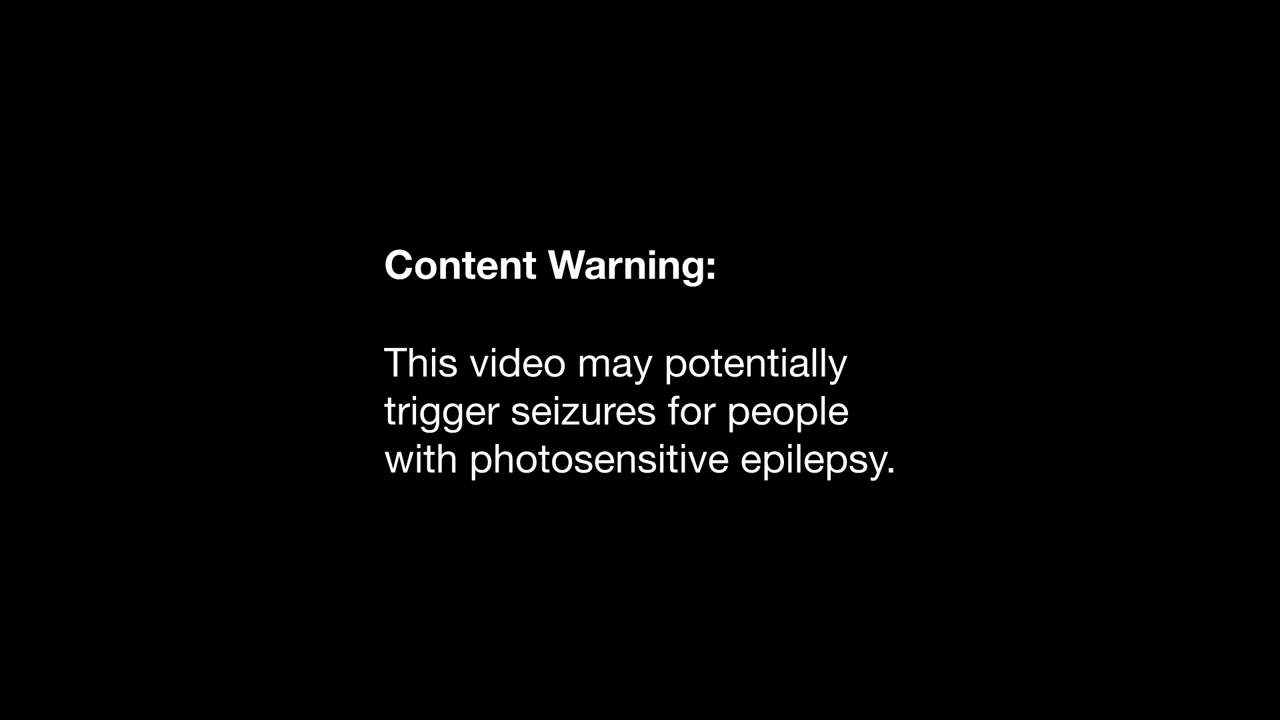 Content Warning:
This video may potentially
trigger seizures for people
with photosensitive epilepsy.